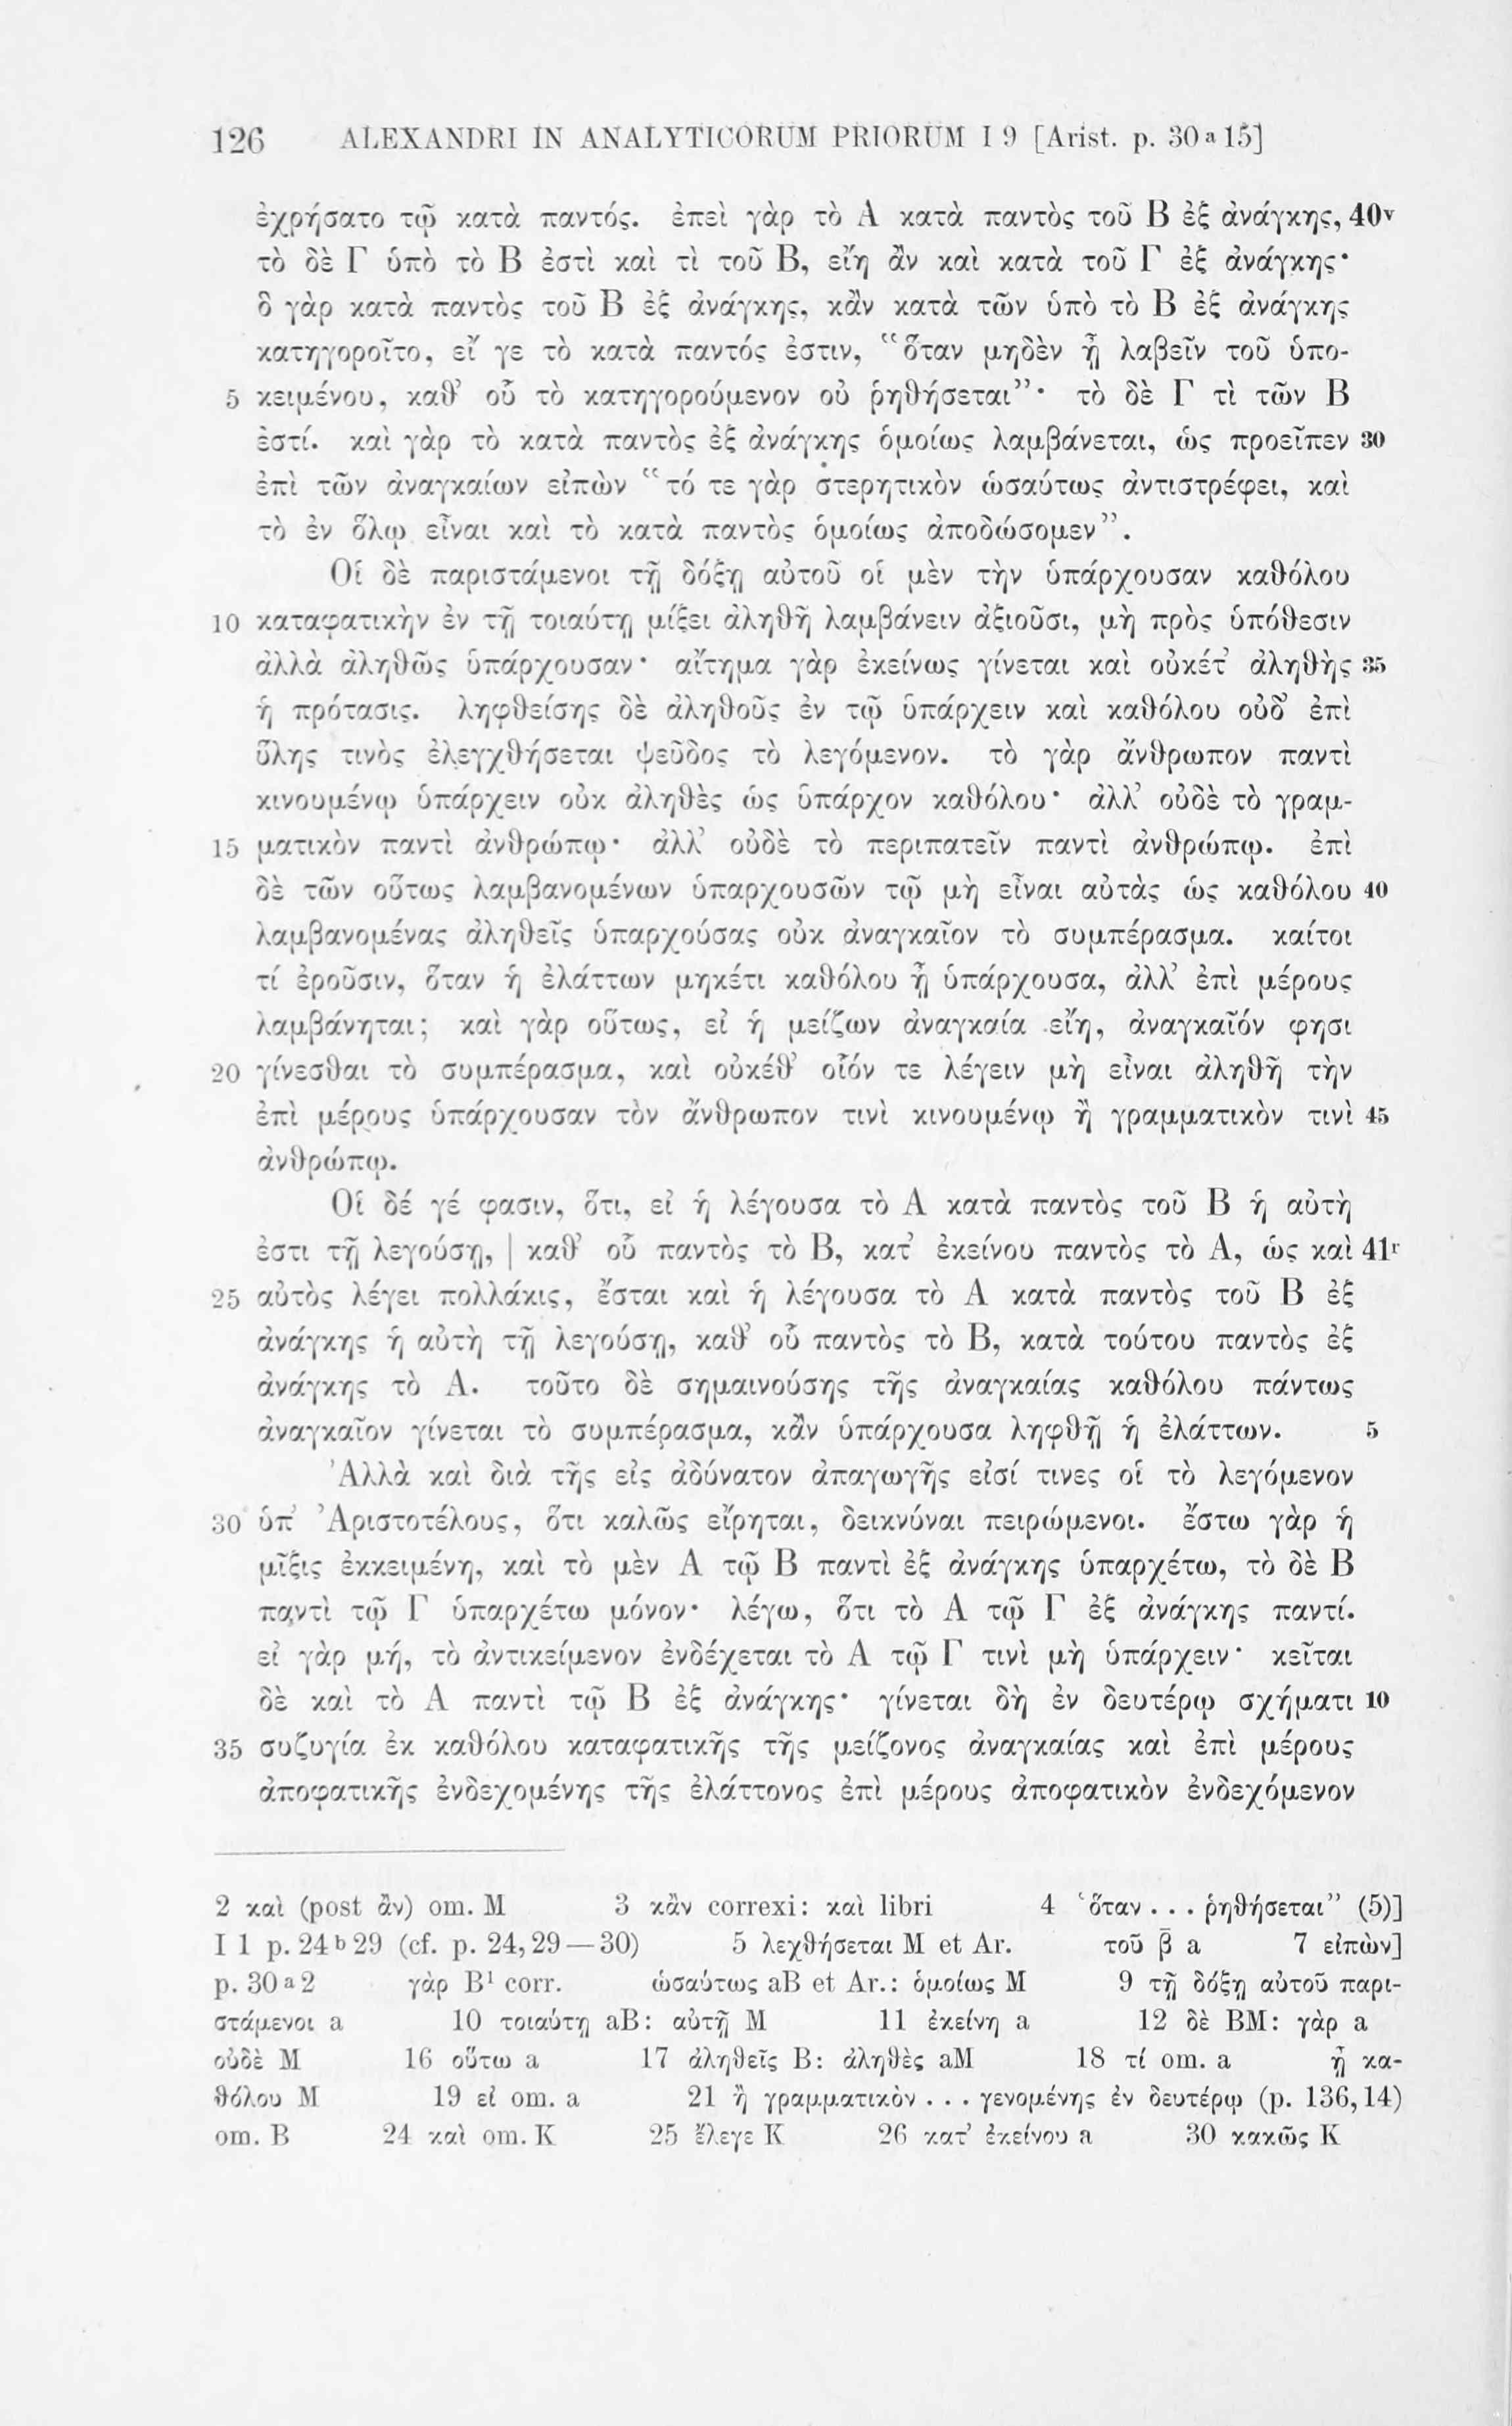 126 ALEXANDRI IN ANALYTICORUM PRIORUM I 9 [Arist. p. 30 a 15]
ἐχρήσατο τῷ κατὰ παντός. ἐπεὶ γὰρ τὸ Α κατὰ παντὸς τοῦ Β ἐξ ἀνάγκης, 40v
τὸ δὲ Γ ὑπὸ τὸ Β ἐστὶ καὶ τὶ τοῦ Β, εἴη ἂν καὶ κατὰ τοῦ Γ ἐξ ἀνάγκης·
ὃ γὰρ κατὰ παντὸς τοῦ Β ἐξ ἀνάγκης, κἂν κατὰ τῶν ὑπὸ τὸ Β ἐξ ἀνάγκης
κατηγοροῖτο, εἴ γε τὸ κατὰ παντός ἐστιν, “ὅταν μηδὲν ᾖ λαβεῖν τοῦ ὑπο-
5 κειμένου, καθ’ οὗ τὸ κατηγορούμενον οὐ ῥηθήσεται”· τὸ δὲ Γ τὶ τῶν Β
ἐστί. καὶ γὰρ τὸ κατὰ παντὸς ἐξ ἀνάγκης ὁμοίως λαμβάνεται, ὡς προεῖπεν 30
ἐπὶ τῶν ἀναγκαίων εἰπὼν “τό τε γὰρ στερητικὸν ὡσαύτως ἀντιστρέφει, καὶ
τὸ ἐν ὅλῳ εἶναι καὶ τὸ κατὰ παντὸς ὁμοίως ἀποδώσομεν”.
Οἱ δὲ παριστάμενοι τῇ δόξῃ αὐτοῦ οἱ μὲν τὴν ὑπάρχουσαν καθόλου
10 καταφατικὴν ἐν τῇ τοιαύτῃ μίξει ἀληθῆ λαμβάνειν ἀξιοῦσι, μὴ πρὸς ὑπόθεσιν
ἀλλὰ ἀληθῶς ὑπάρχουσαν· αἴτημα γὰρ ἐκείνως γίνεται καὶ οὐκέτ’ ἀληθὴς 35
ἡ πρότασις. ληφθείσης δὲ ἀληθοῦς ἐν τῷ ὑπάρχειν καὶ καθόλου οὐδ’ ἐπὶ
ὕλης τινὸς ἐλεγχθήσεται ψεῦδος τὸ λεγόμενον. τὸ γὰρ ἄνθρωπον παντὶ
κινουμένῳ ὑπάρχειν οὐκ ἀληθὲς ὡς ὑπάρχον καθόλου· ἀλλ’ οὐδὲ τὸ γραμ-
15 ματικὸν παντὶ ἀνθρώπῳ· ἀλλ’ οὐδὲ τὸ περιπατεῖν παντὶ ἀνθρώπῳ. ἐπὶ
δὲ τῶν οὕτως λαμβανομένων ὑπαρχουσῶν τῷ μὴ εἶναι αὐτὰς ὡς καθόλου 40
λαμβανομένας ἀληθεῖς ὑπαρχούσας οὐκ ἀναγκαῖον τὸ συμπέρασμα. καίτοι
τί ἐροῦσιν, ὅταν ἡ ἐλάττων μηκέτι καθόλου ᾖ ὑπάρχουσα, ἀλλ’ ἐπὶ μέρους
λαμβάνηται; καὶ γὰρ οὕτως, εἰ ἡ μείζων ἀναγκαία εἴη, ἀναγκαῖόν φησι
20 γίνεσθαι τὸ συμπέρασμα, καὶ οὐκέθ’ οἷόν τε λέγειν μὴ εἶναι ἀληθῆ τὴν
ἐπὶ μέρους ὑπάρχουσαν τὸν ἄνθρωπον τινὶ κινουμένῳ ἢ γραμματικὸν τινὶ 45
ἀνθρώπῳ.
Οἱ δέ γέ φασιν, ὅτι, εἰ ἡ λέγουσα τὸ Α κατὰ παντὸς τοῦ Β ἡ αὐτὴ
ἐστι τῇ λεγούσῃ, | καθ’ οὗ παντὸς τὸ Β, κατ’ ἐκείνου παντὸς τὸ Α, ὡς καὶ 41r
25 αὐτὸς λέγει πολλάκις, ἔσται καὶ ἡ λέγουσα τὸ Α κατὰ παντὸς τοῦ Β ἐξ
ἀνάγκης ἡ αὐτὴ τῇ λεγούσῃ, καθ’ οὗ παντὸς τὸ Β, κατὰ τούτου παντὸς ἐξ
ἀνάγκης τὸ Α. τοῦτο δὲ σημαινούσης τῆς ἀναγκαίας καθόλου πάντως
ἀναγκαῖον γίνεται τὸ συμπέρασμα, κἂν ὑπάρχουσα ληφθῇ ἡ ἐλάττων. 5
Ἀλλὰ καὶ διὰ τῆς εἰς ἀδύνατον ἀπαγωγῆς εἰσί τινες οἱ τὸ λεγόμενον
30 ὑπ’ Ἀριστοτέλους, ὅτι καλῶς εἴρηται, δεικνύναι πειρώμενοι. ἔστω γὰρ ἡ
μῖξις ἐκκειμένη, καὶ τὸ μὲν Α τῷ Β παντὶ ἐξ ἀνάγκης ὑπαρχέτω, τὸ δὲ Β
παντὶ τῷ Γ ὑπαρχέτω μόνον· λέγω, ὅτι τὸ Α τῷ Γ ἐξ ἀνάγκης παντί.
εἰ γὰρ μή, τὸ ἀντικείμενον ἐνδέχεται τὸ Α τῷ Γ τινὶ μὴ ὑπάρχειν· κεῖται
δὲ καὶ τὸ Α παντὶ τῷ Β ἐξ ἀνάγκης· γίνεται δὴ ἐν δευτέρῳ σχήματι 10
35 συζυγία ἐκ καθόλου καταφατικῆς τῆς μείζονος ἀναγκαίας καὶ ἐπὶ μέρους
ἀποφατικῆς ἐνδεχομένης τῆς ἐλάττονος ἐπὶ μέρους ἀποφατικὸν ἐνδεχόμενον
2 καὶ (post ἂν) om. M 3 κἂν correxi: καὶ libri 4 ‘ὅταν . . . ῥηθήσεται” (5)]
I 1 p. 24 b 29 (cf. p. 24,29—30) 5 λεχθήσεται M et Ar. τοῦ β̄ a 7 εἰπὼν]
p. 30 a 2 γὰρ B¹ corr. ὡσαύτως aB et Ar.: ὁμοίως M 9 τῇ δόξῃ αὐτοῦ παρι-
στάμενοι a 10 τοιαύτῃ aB: αὐτῇ M 11 ἐκείνη a 12 δὲ BM: γὰρ a
οὐδὲ M 16 οὕτω a 17 ἀληθεῖς B: ἀληθὲς aM 18 τί om. a ᾖ κα-
θόλου M 19 εἰ om. a 21 ἢ γραμματικὸν . . . γενομένης ἐν δευτέρῳ (p. 136,14)
om. B 24 καὶ om. K 25 ἔλεγε K 26 κατ’ ἐκείνου a 30 κακῶς K